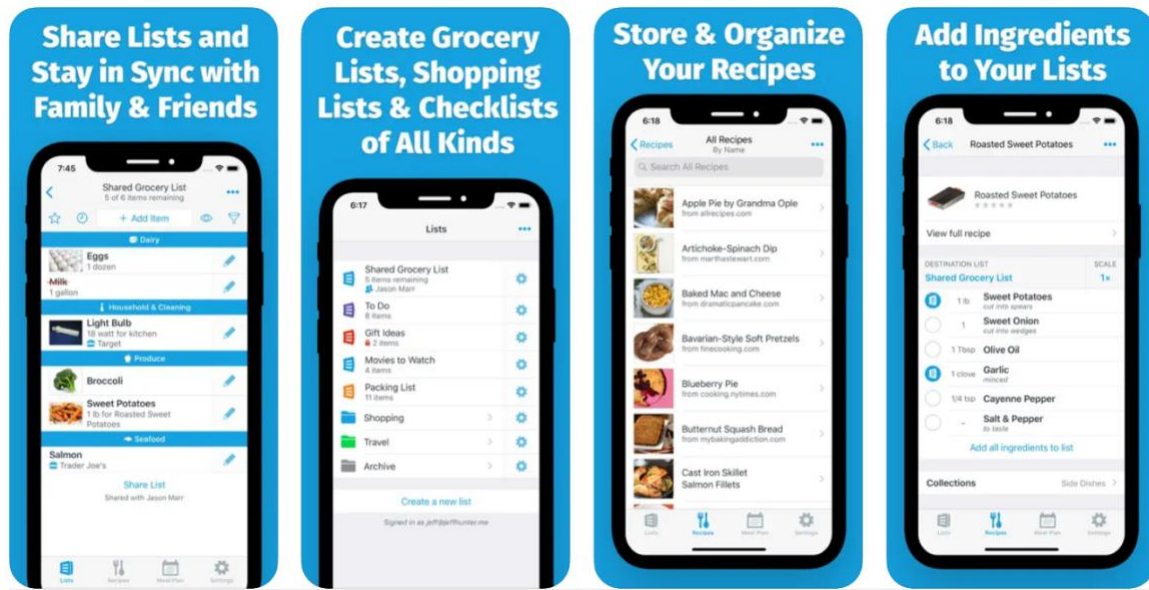 Share Lists and
Stay in Sync with
Family & Friends
7:45
Shared Grocery List
5 of 6 items remaining
+ Add Item
Dairy
Eggs
1 dozen
Milk
1 gallon
Household & Cleaning
Light Bulb
18 watt for kitchen
Target
Produce
Broccoli
Sweet Potatoes
1 lb for Roasted Sweet
Potatoes
Seafood
Salmon
Trader Joe's
Share List
Shared with Jason Marr
Lists Recipes Meal Plan Settings
Create Grocery
Lists, Shopping
Lists & Checklists
of All Kinds
6:17
Lists
Shared Grocery List
5 items remaining
Jason Marr
To Do
8 items
Gift Ideas
2 items
Movies to Watch
4 items
Packing List
11 items
Shopping
Travel
Archive
Create a new list
Signed in as jeff@jeffhunter.me
Store & Organize
Your Recipes
6:18
Recipes All Recipes
By Name
Search All Recipes
Apple Pie by Grandma Ople
from allrecipes.com
Artichoke-Spinach Dip
from marthastewart.com
Baked Mac and Cheese
from dramaticpancake.com
Bavarian-Style Soft Pretzels
from finecooking.com
Blueberry Pie
from cooking.nytimes.com
Butternut Squash Bread
from mybakingaddiction.com
Cast Iron Skillet
Salmon Fillets
Lists Recipes Meal Plan Settings
Add Ingredients
to Your Lists
6:18
Back Roasted Sweet Potatoes
Roasted Sweet Potatoes
View full recipe
DESTINATION LIST SCALE
Shared Grocery List 1x
1 lb Sweet Potatoes
cut into spears
1 Sweet Onion
cut into wedges
1 Tbsp Olive Oil
1 clove Garlic
minced
1/4 tsp Cayenne Pepper
- Salt & Pepper
to taste
Add all ingredients to list
Collections Side Dishes
Lists Recipes Meal Plan Settings